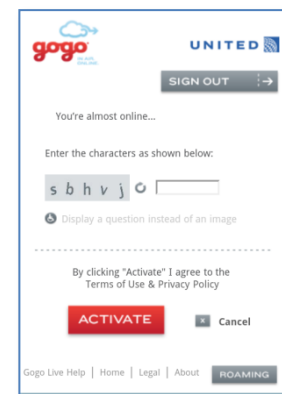 gogo
UNITED
SIGN OUT
You're almost online...
Enter the characters as shown below:
s b h v j
Display a question instead of an image
By clicking "Activate" I agree to the
Terms of Use & Privacy Policy
ACTIVATE
x Cancel
Gogo Live Help | Home | Legal | About ROAMING